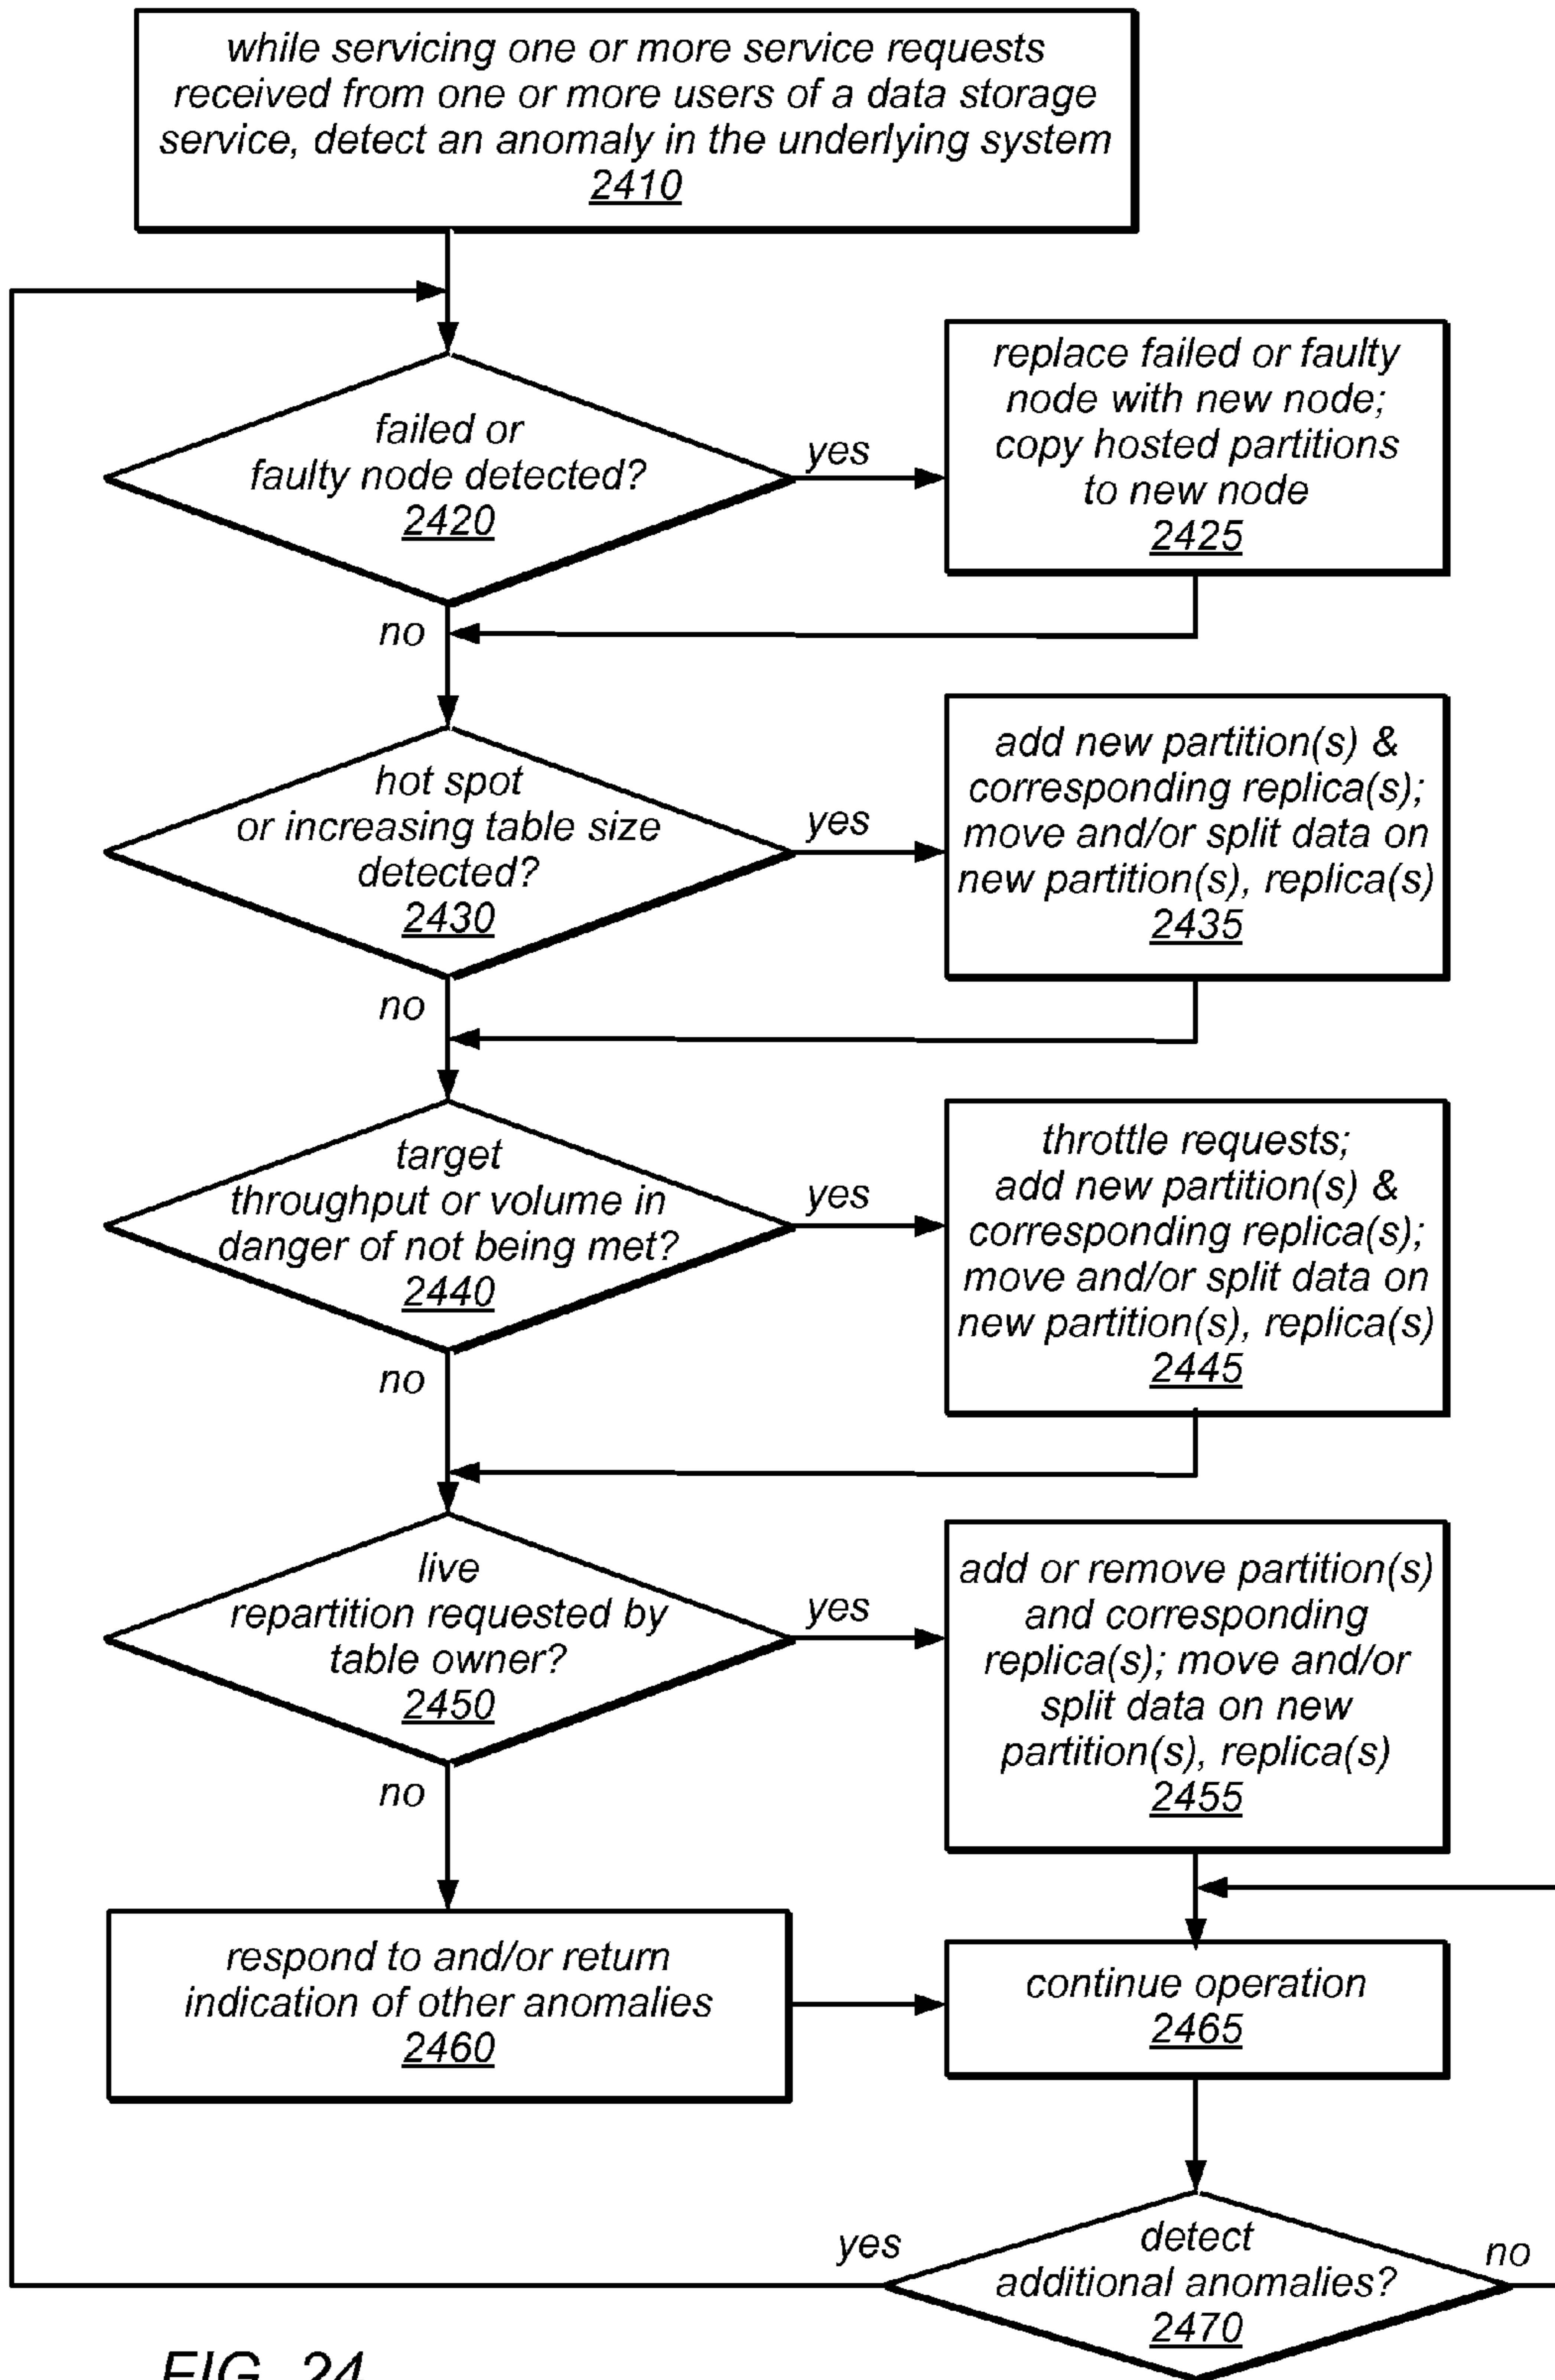 while servicing one or more service requests
received from one or more users of a data storage
service, detect an anomaly in the underlying system
2410
failed or
faulty node detected?
2420
yes
replace failed or faulty
node with new node;
copy hosted partitions
to new node
2425
no
hot spot
or increasing table size
detected?
2430
yes
add new partition(s) &
corresponding replica(s);
move and/or split data on
new partition(s), replica(s)
2435
no
target
throughput or volume in
danger of not being met?
2440
yes
throttle requests;
add new partition(s) &
corresponding replica(s);
move and/or split data on
new partition(s), replica(s)
2445
no
live
repartition requested by
table owner?
2450
yes
add or remove partition(s)
and corresponding
replica(s); move and/or
split data on new
partition(s), replica(s)
2455
no
respond to and/or return
indication of other anomalies
2460
continue operation
2465
yes
detect
additional anomalies?
2470
no
FIG. 24